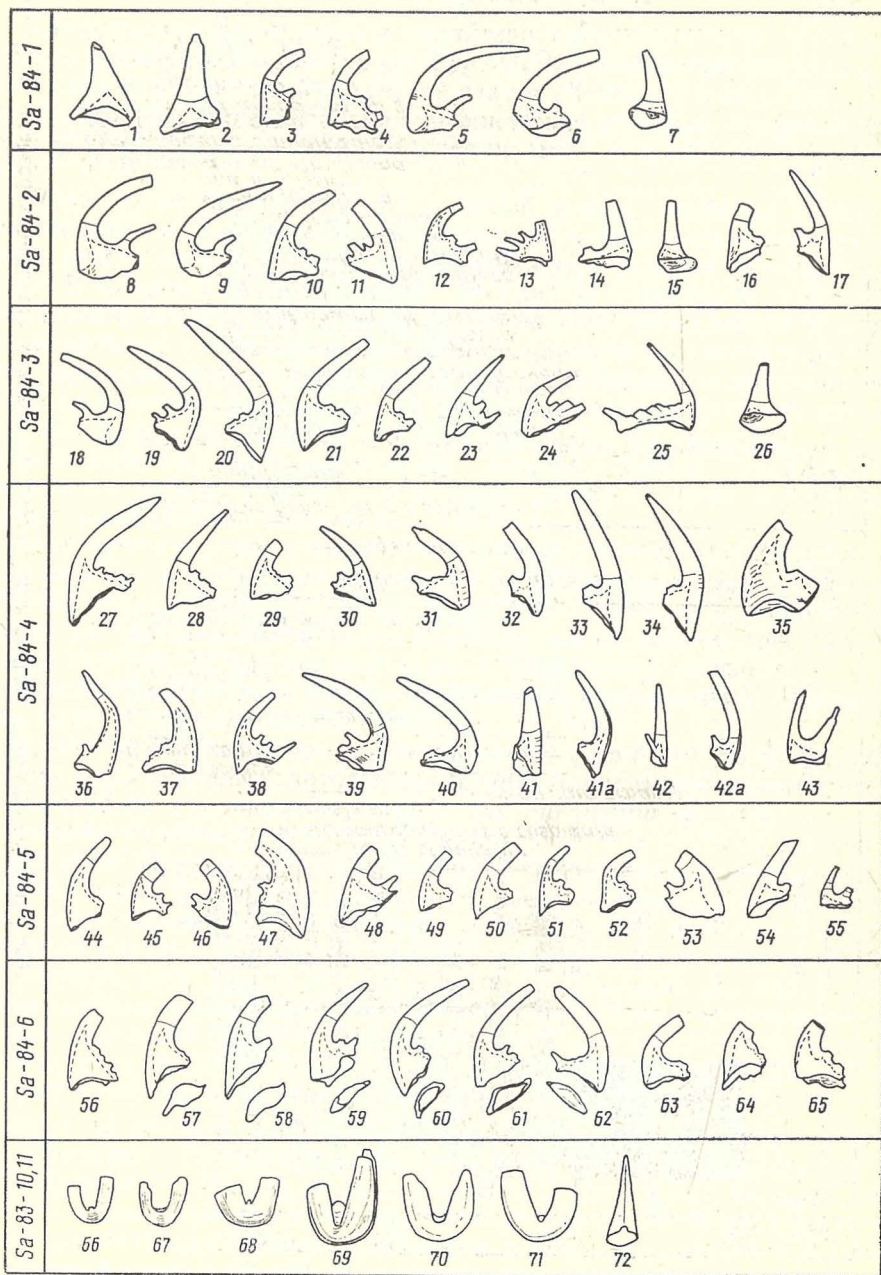 Sa-84-1
1 2 3 4 5 6 7
Sa-84-2
8 9 10 11 12 13 14 15 16 17
Sa-84-3
18 19 20 21 22 23 24 25 26
Sa-84-4
27 28 29 30 31 32 33 34 35
36 37 38 39 40 41 41a 42 42a 43
Sa-84-5
44 45 46 47 48 49 50 51 52 53 54 55
Sa-84-6
56 57 58 59 60 61 62 63 64 65
Sa-83-10,11
66 67 68 69 70 71 72